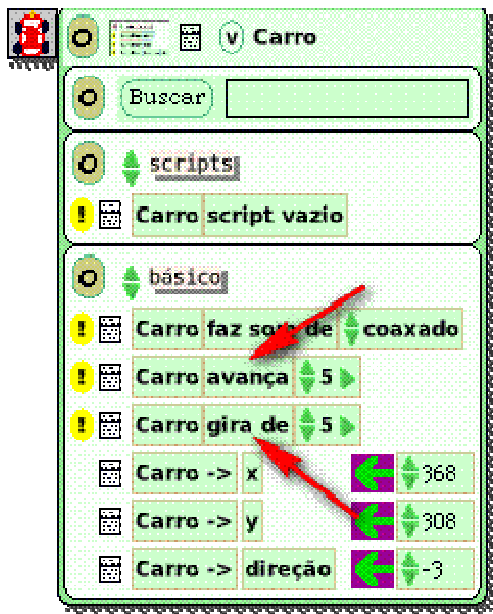 v Carro
Buscar
scripts
! Carro script vazio
básico
! Carro faz som de coaxado
! Carro avança 5
! Carro gira de 5
Carro -> x 368
Carro -> y 308
Carro -> direção -3